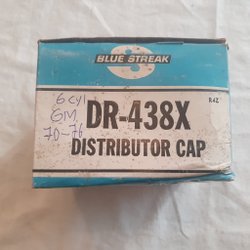 BLUE STREAK
6 cyl
GM
70-76
DR-438X
R42
DISTRIBUTOR CAP